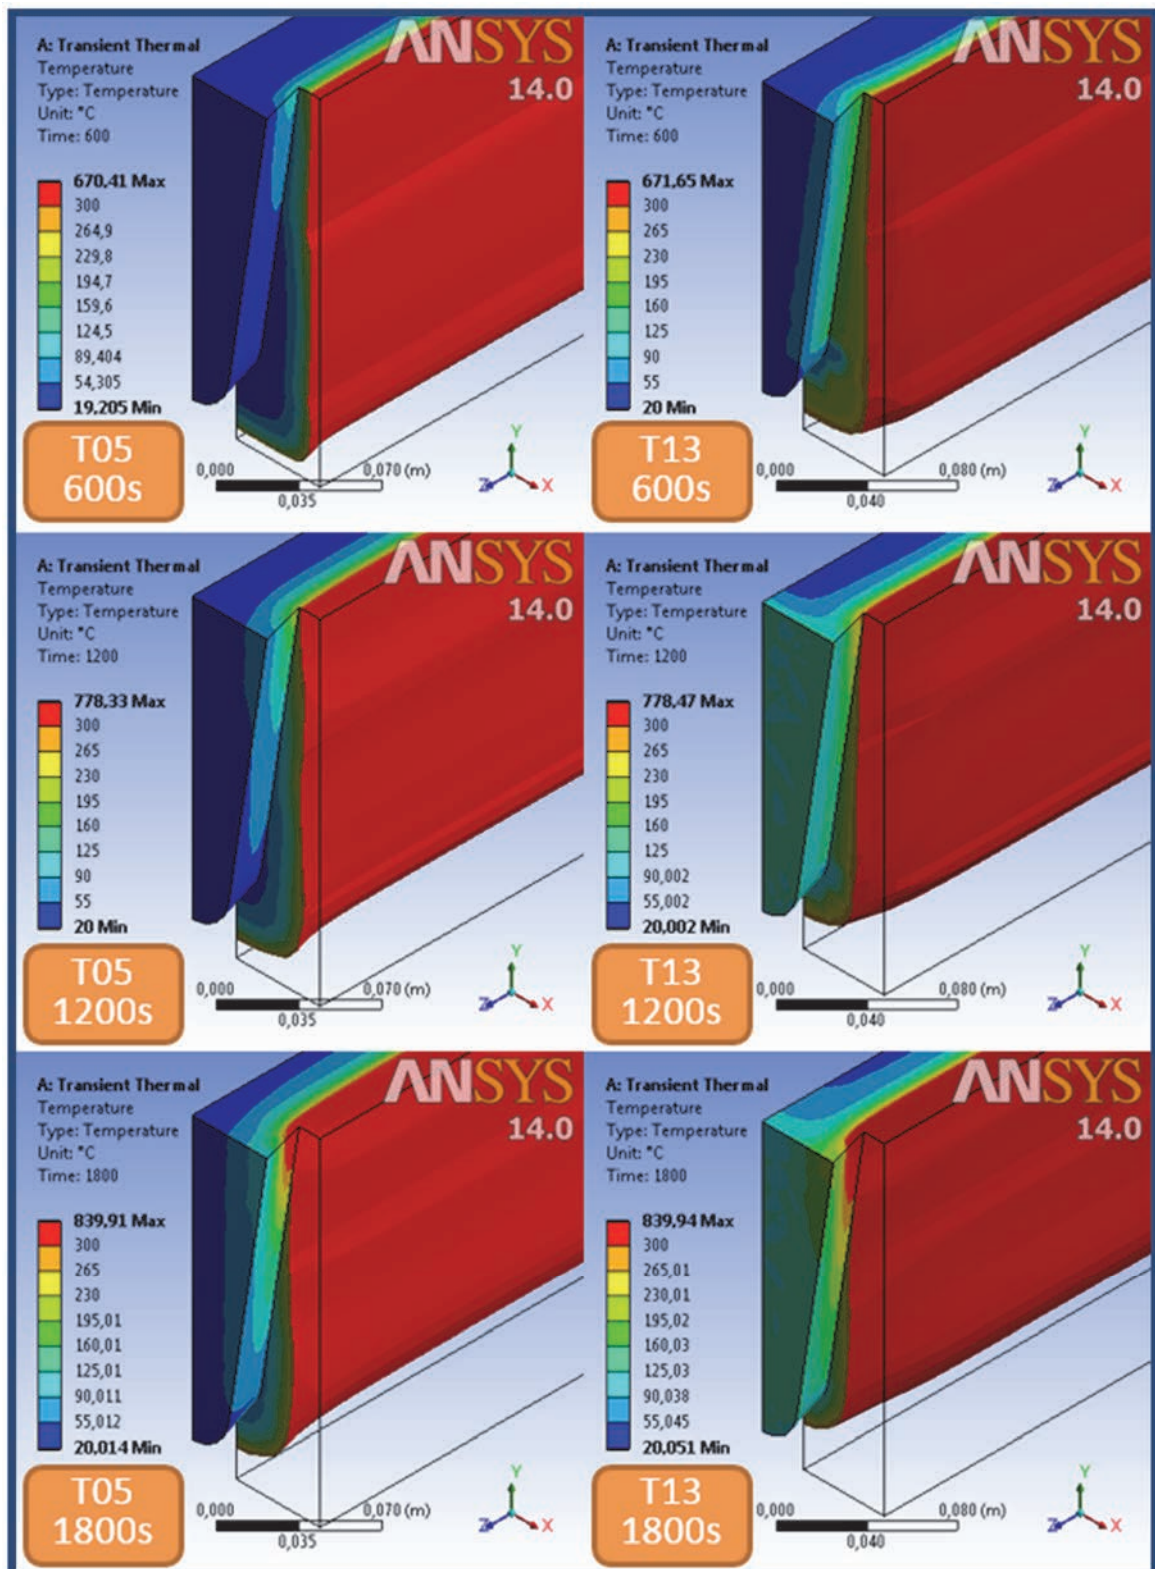 A: Transient Thermal
Temperature
Type: Temperature
Unit: °C
Time: 600
ANSYS
14.0
670,41 Max
300
264,9
229,8
194,7
159,6
124,5
89,404
54,305
19,205 Min
T05
600s
0,000
0,070 (m)
0,035
Y
Z
X
A: Transient Thermal
Temperature
Type: Temperature
Unit: °C
Time: 600
ANSYS
14.0
671,65 Max
300
265
230
195
160
125
90
55
20 Min
T13
600s
0,000
0,080 (m)
0,040
Y
Z
X
A: Transient Thermal
Temperature
Type: Temperature
Unit: °C
Time: 1200
ANSYS
14.0
778,33 Max
300
265
230
195
160
125
90
55
20 Min
T05
1200s
0,000
0,070 (m)
0,035
Y
Z
X
A: Transient Thermal
Temperature
Type: Temperature
Unit: °C
Time: 1200
ANSYS
14.0
778,47 Max
300
265
230
195
160
125
90,002
55,002
20,002 Min
T13
1200s
0,000
0,080 (m)
0,040
Y
Z
X
A: Transient Thermal
Temperature
Type: Temperature
Unit: °C
Time: 1800
ANSYS
14.0
839,91 Max
300
265
230
195,01
160,01
125,01
90,011
55,012
20,014 Min
T05
1800s
0,000
0,070 (m)
0,035
Y
Z
X
A: Transient Thermal
Temperature
Type: Temperature
Unit: °C
Time: 1800
ANSYS
14.0
839,94 Max
300
265,01
230,01
195,02
160,03
125,03
90,038
55,045
20,051 Min
T13
1800s
0,000
0,080 (m)
0,040
Y
Z
X